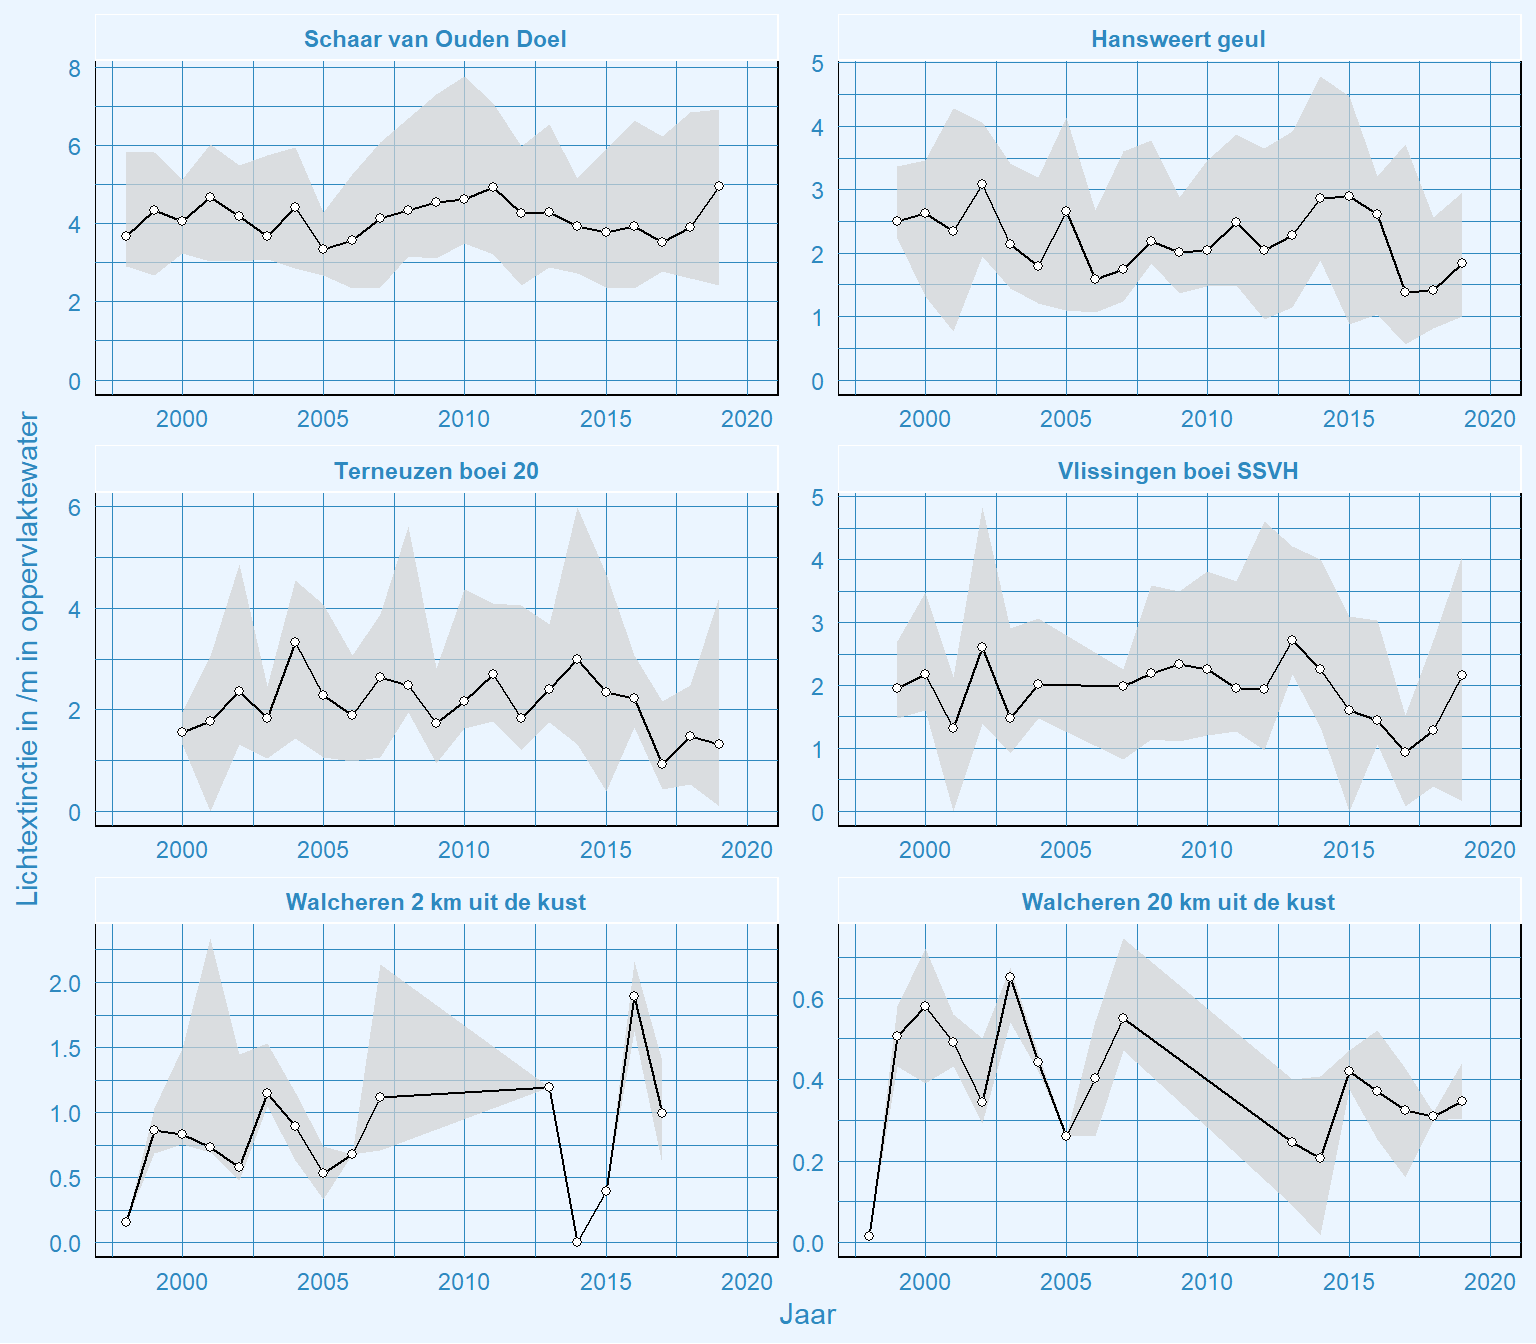 Schaar van Ouden Doel
Hansweert geul
8
6
4
2
0
5
4
3
2
1
0
2000 2005 2010 2015 2020
2000 2005 2010 2015 2020
Lichtextinctie in /m in oppervlaktewater
Terneuzen boei 20
Vlissingen boei SSVH
6
4
2
0
5
4
3
2
1
0
2000 2005 2010 2015 2020
2000 2005 2010 2015 2020
Walcheren 2 km uit de kust
Walcheren 20 km uit de kust
2.0
1.5
1.0
0.5
0.0
0.6
0.4
0.2
0.0
2000 2005 2010 2015 2020
2000 2005 2010 2015 2020
Jaar